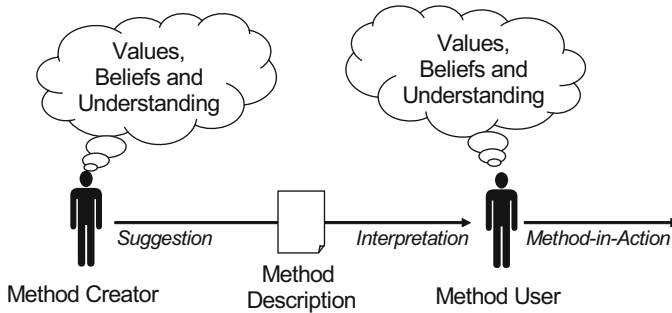 Values,
Beliefs and
Understanding
Values,
Beliefs and
Understanding
Suggestion
Interpretation
Method-in-Action
Method Creator
Method
Description
Method User